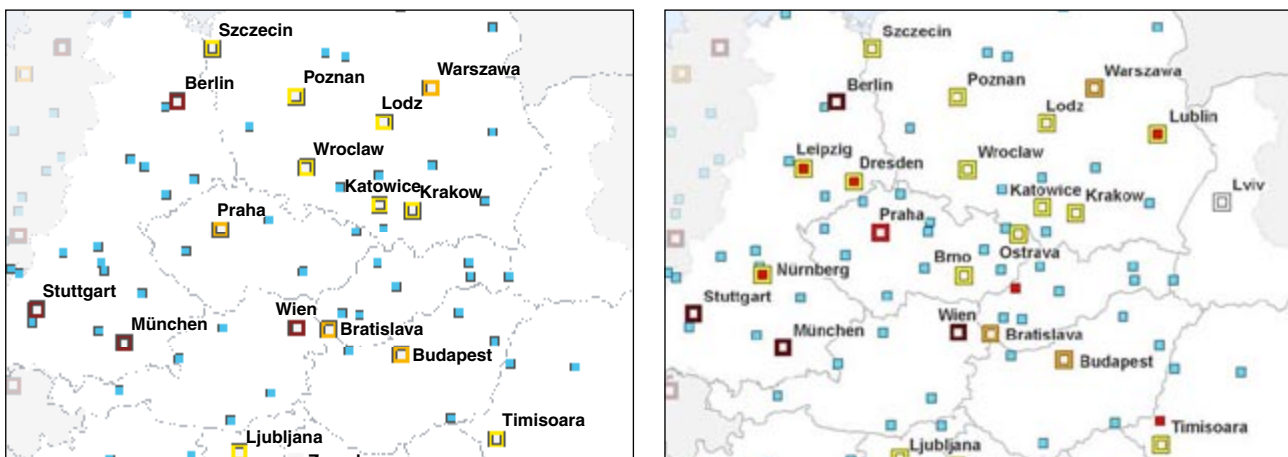 Szczecin
Berlin
Poznan
Warszawa
Lodz
Wroclaw
Katowice
Krakow
Praha
Stuttgart
München
Wien
Bratislava
Budapest
Timisoara
Ljubljana
Szczecin
Berlin
Poznan
Warszawa
Lodz
Lublin
Leipzig
Dresden
Wroclaw
Katowice
Krakow
Lviv
Praha
Ostrava
Brno
Nürnberg
Stuttgart
München
Wien
Bratislava
Budapest
Timisoara
Ljubljana